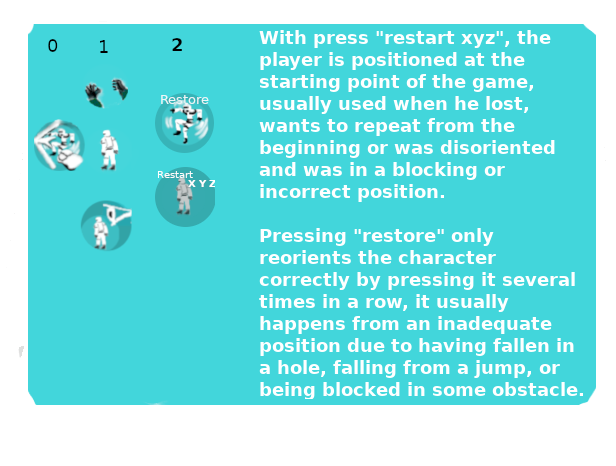 0 1 2
Restore
Restart
X Y Z
With press "restart xyz", the
player is positioned at the
starting point of the game,
usually used when he lost,
wants to repeat from the
beginning or was disoriented
and was in a blocking or
incorrect position.
Pressing "restore" only
reorients the character
correctly by pressing it several
times in a row, it usually
happens from an inadequate
position due to having fallen in
a hole, falling from a jump, or
being blocked in some obstacle.